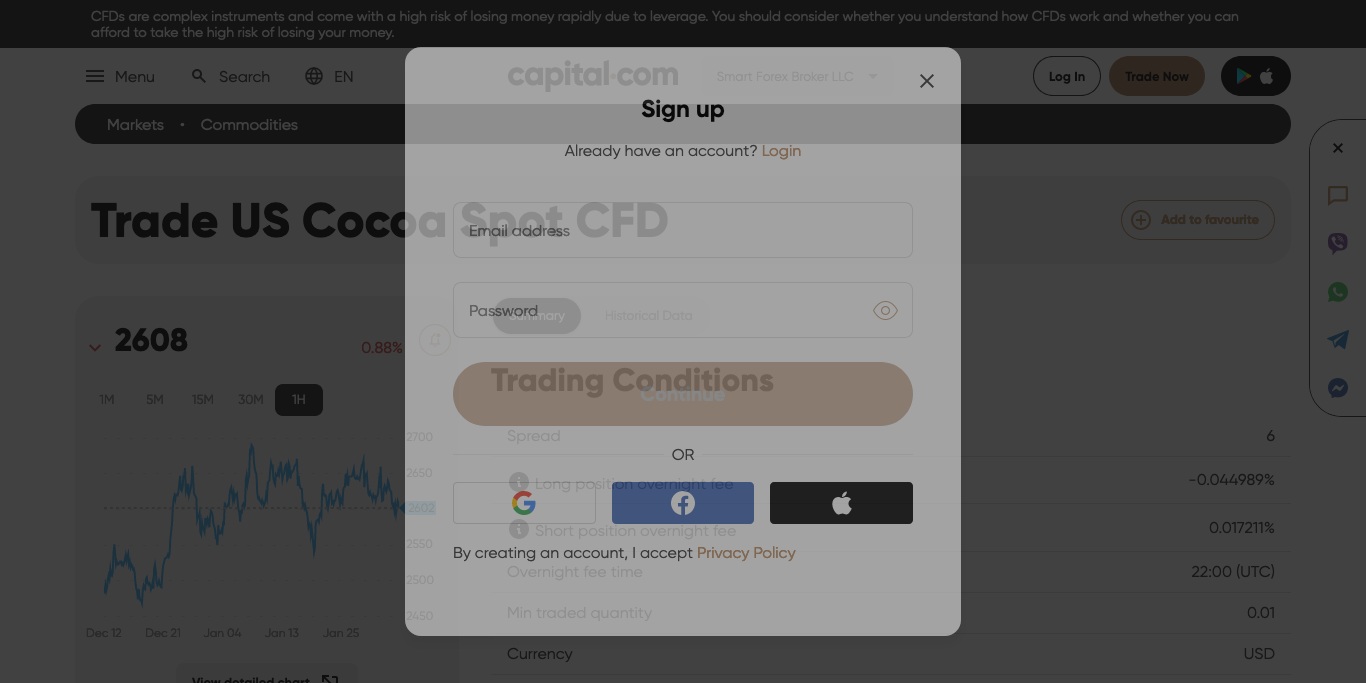 CFDs are complex instruments and come with a high risk of losing money rapidly due to leverage. You should consider whether you understand how CFDs work and whether you can
afford to take the high risk of losing your money.
Menu Search EN capital.com Smart Forex Broker LLC Log In Trade Now
Sign up
Markets • Commodities
Already have an account? Login
Trade US Cocoa Spot CFD
Add to favourite
Email address
Password
Summary Historical Data
2608
0.88%
1M 5M 15M 30M 1H
Trading Conditions
Continue
2700
Spread 6
OR
2650
Long position overnight fee -0.044989%
2602
Short position overnight fee 0.017211%
2550
By creating an account, I accept Privacy Policy
Overnight fee time 22:00 (UTC)
2500
Min traded quantity 0.01
2450
Dec 12 Dec 21 Jan 04 Jan 13 Jan 25
Currency USD
View detailed chart